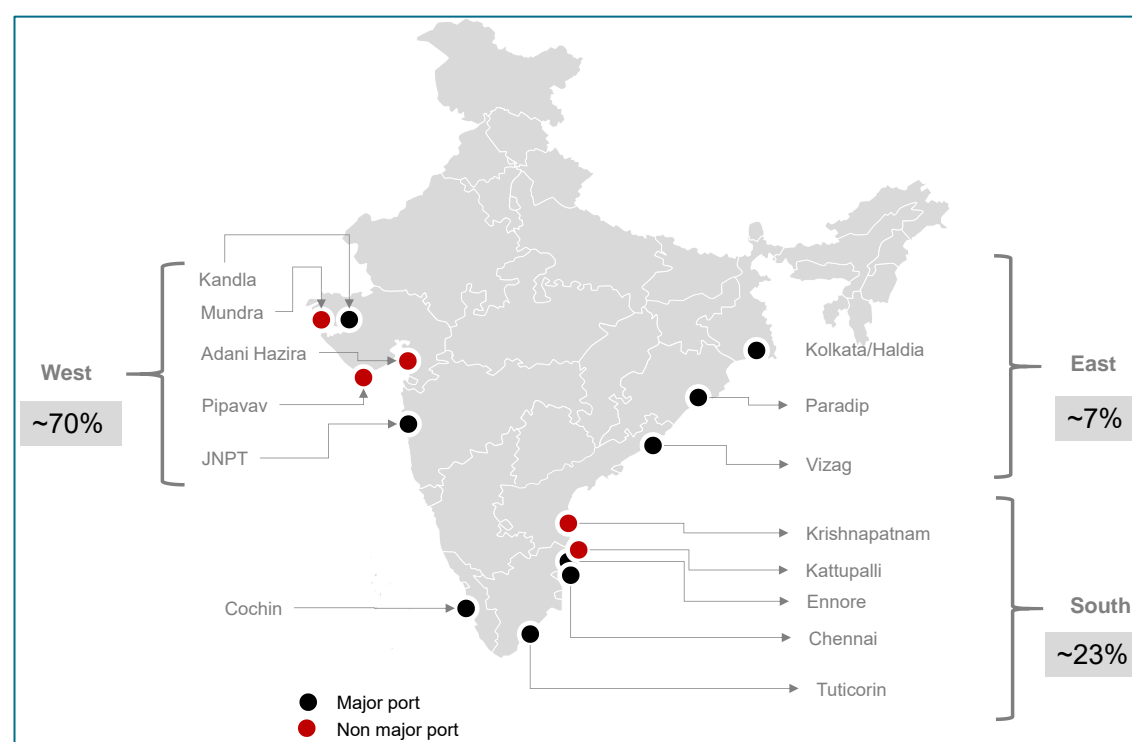 Kandla
Mundra
Adani Hazira
Pipavav
JNPT
West
~70%
Cochin
Kolkata/Haldia
Paradip
Vizag
East
~7%
Krishnapatnam
Kattupalli
Ennore
Chennai
Tuticorin
South
~23%
Major port
Non major port